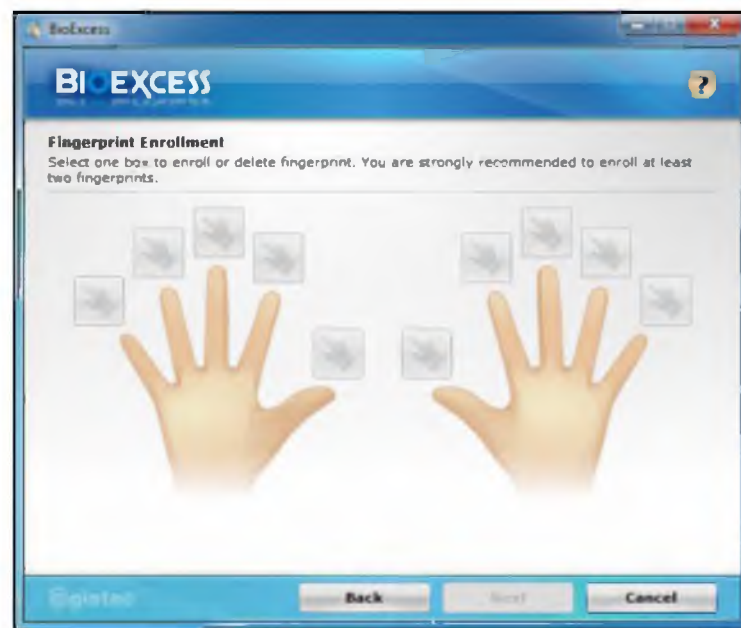 BioExcess
BIOEXCESS
?
Fingerprint Enrollment
Select one box to enroll or delete fingerprint. You are strongly recommended to enroll at least
two fingerprints.
Back
Next
Cancel